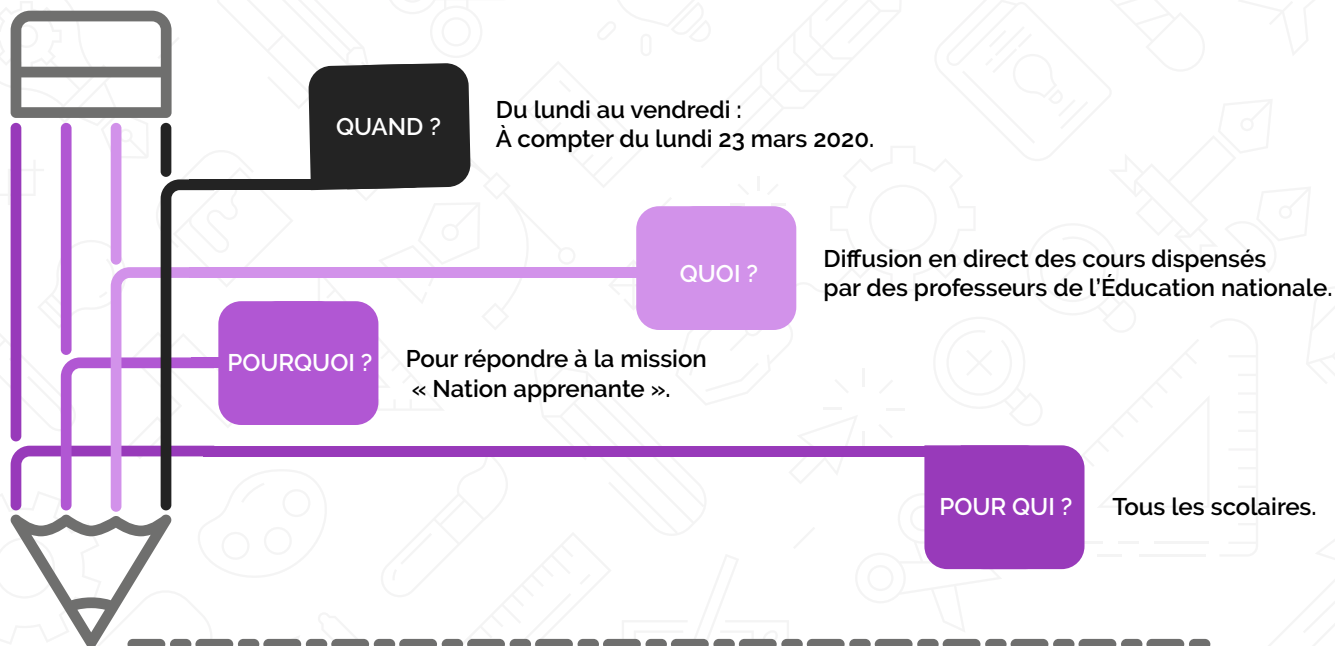 QUAND ?
Du lundi au vendredi :
À compter du lundi 23 mars 2020.
QUOI ?
Diffusion en direct des cours dispensés
par des professeurs de l’Éducation nationale.
POURQUOI ?
Pour répondre à la mission
« Nation apprenante ».
POUR QUI ?
Tous les scolaires.